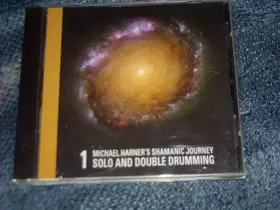 1 MICHAEL HARNER'S SHAMANIC JOURNEY
SOLO AND DOUBLE DRUMMING